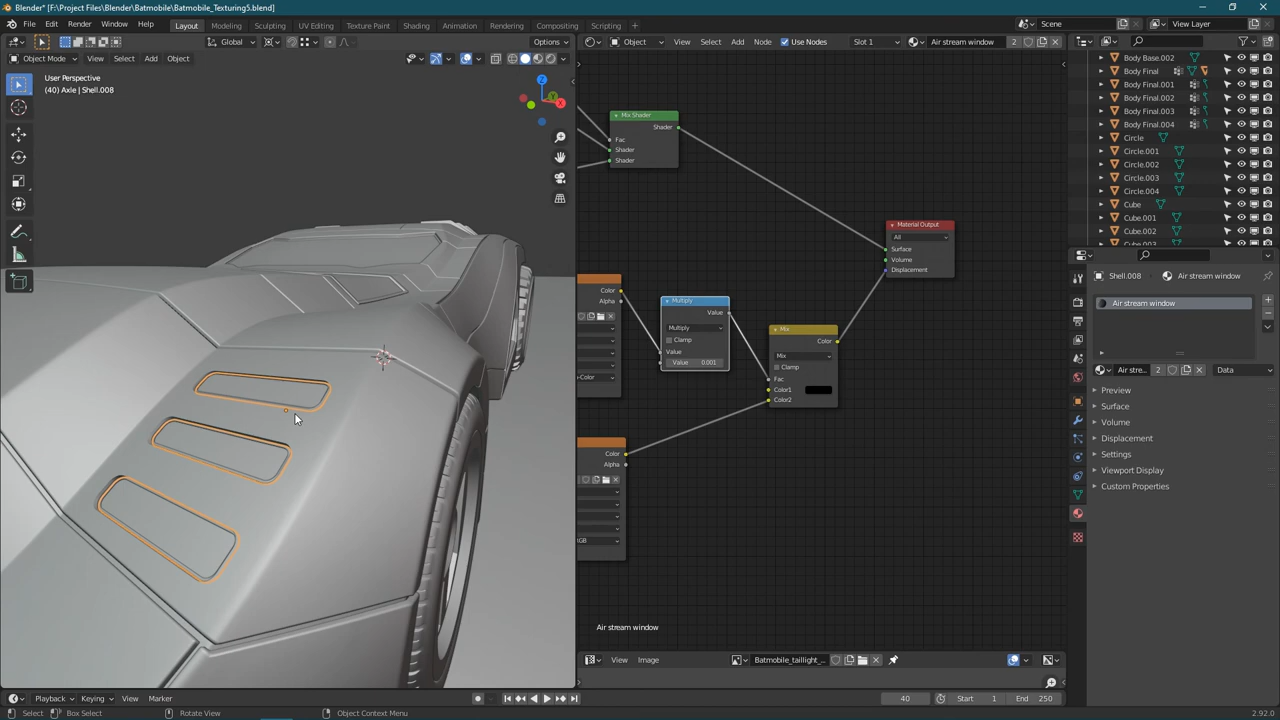 Blender* [F:\Project Files\Blender\Batmobile_Texturing5.blend]
File Edit Render Window Help Layout Modeling Sculpting UV Editing Texture Paint Shading Animation Rendering Compositing Scripting + Scene View Layer
Global Options Object View Select Add Node Use Nodes Slot 1 Air stream window 2
Object Mode View Select Add Object
User Perspective
(40) Axle | Shell.008
Z
Y
X
Mix Shader
Shader
Fac
Shader
Shader
Material Output
All
Surface
Volume
Displacement
Color
Alpha
Color
Multiply
Value
Multiply
Clamp
Value
Value 0.001
Mix
Color
Mix
Clamp
Fac
Color1
Color2
Color
Alpha
GB
Air stream window
View Image Batmobile_taillight_...
Body Base.002
Body Final
Body Final.001
Body Final.002
Body Final.003
Body Final.004
Circle
Circle.001
Circle.002
Circle.003
Circle.004
Cube
Cube.001
Cube.002
Cube.003
Shell.008 Air stream window
Air stream window
Air stre... 2 Data
Preview
Surface
Volume
Displacement
Settings
Viewport Display
Custom Properties
Playback Keying View Marker 40 Start 1 End 250
Select Box Select Rotate View Object Context Menu 2.92.0